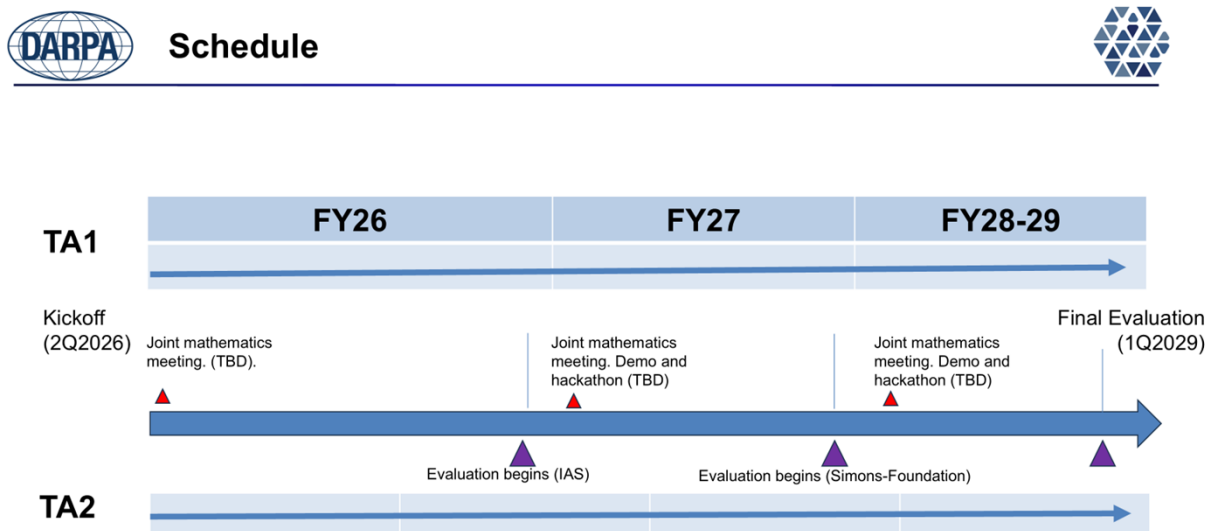 DARPA
Schedule
FY26 FY27 FY28-29
TA1
Kickoff
(2Q2026)
Joint mathematics
meeting. (TBD).
Joint mathematics
meeting. Demo and
hackathon (TBD)
Joint mathematics
meeting. Demo and
hackathon (TBD)
Final Evaluation
(1Q2029)
Evaluation begins (IAS)
Evaluation begins (Simons-Foundation)
TA2